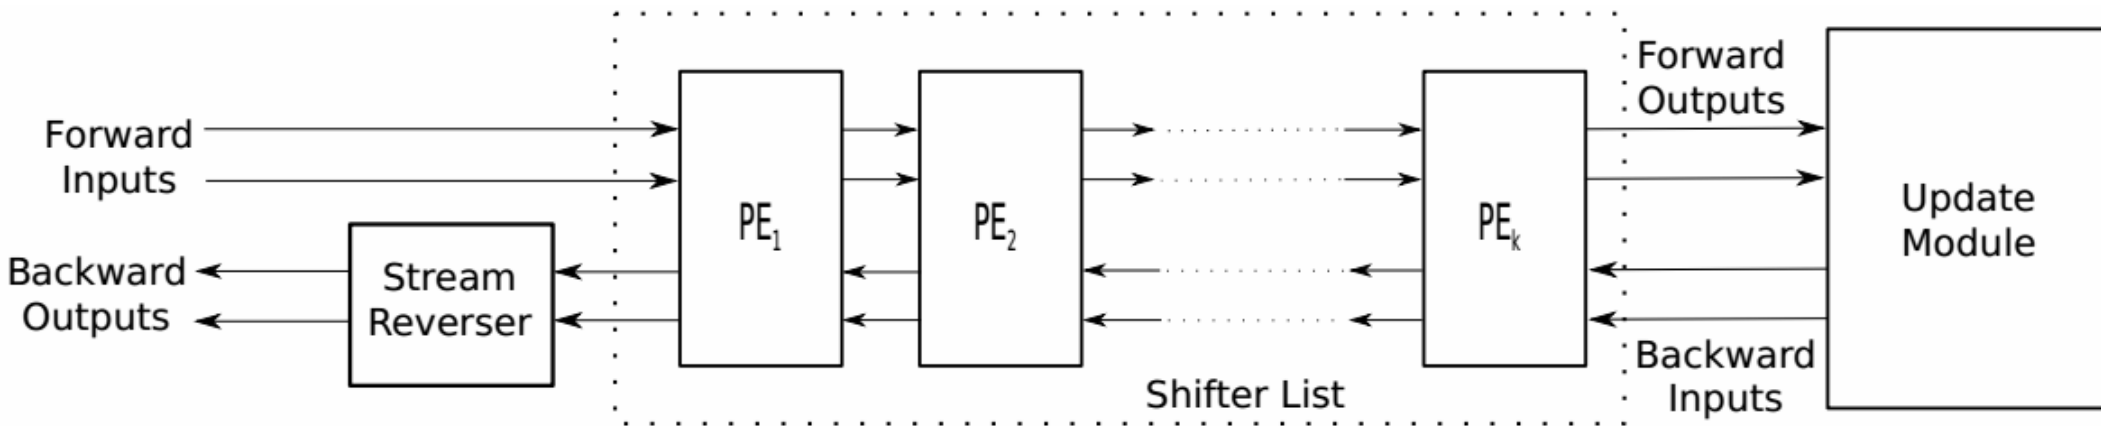 Forward
Inputs
Backward
Outputs
Stream
Reverser
PE1
PE2
PEk
Shifter List
Forward
Outputs
Backward
Inputs
Update
Module